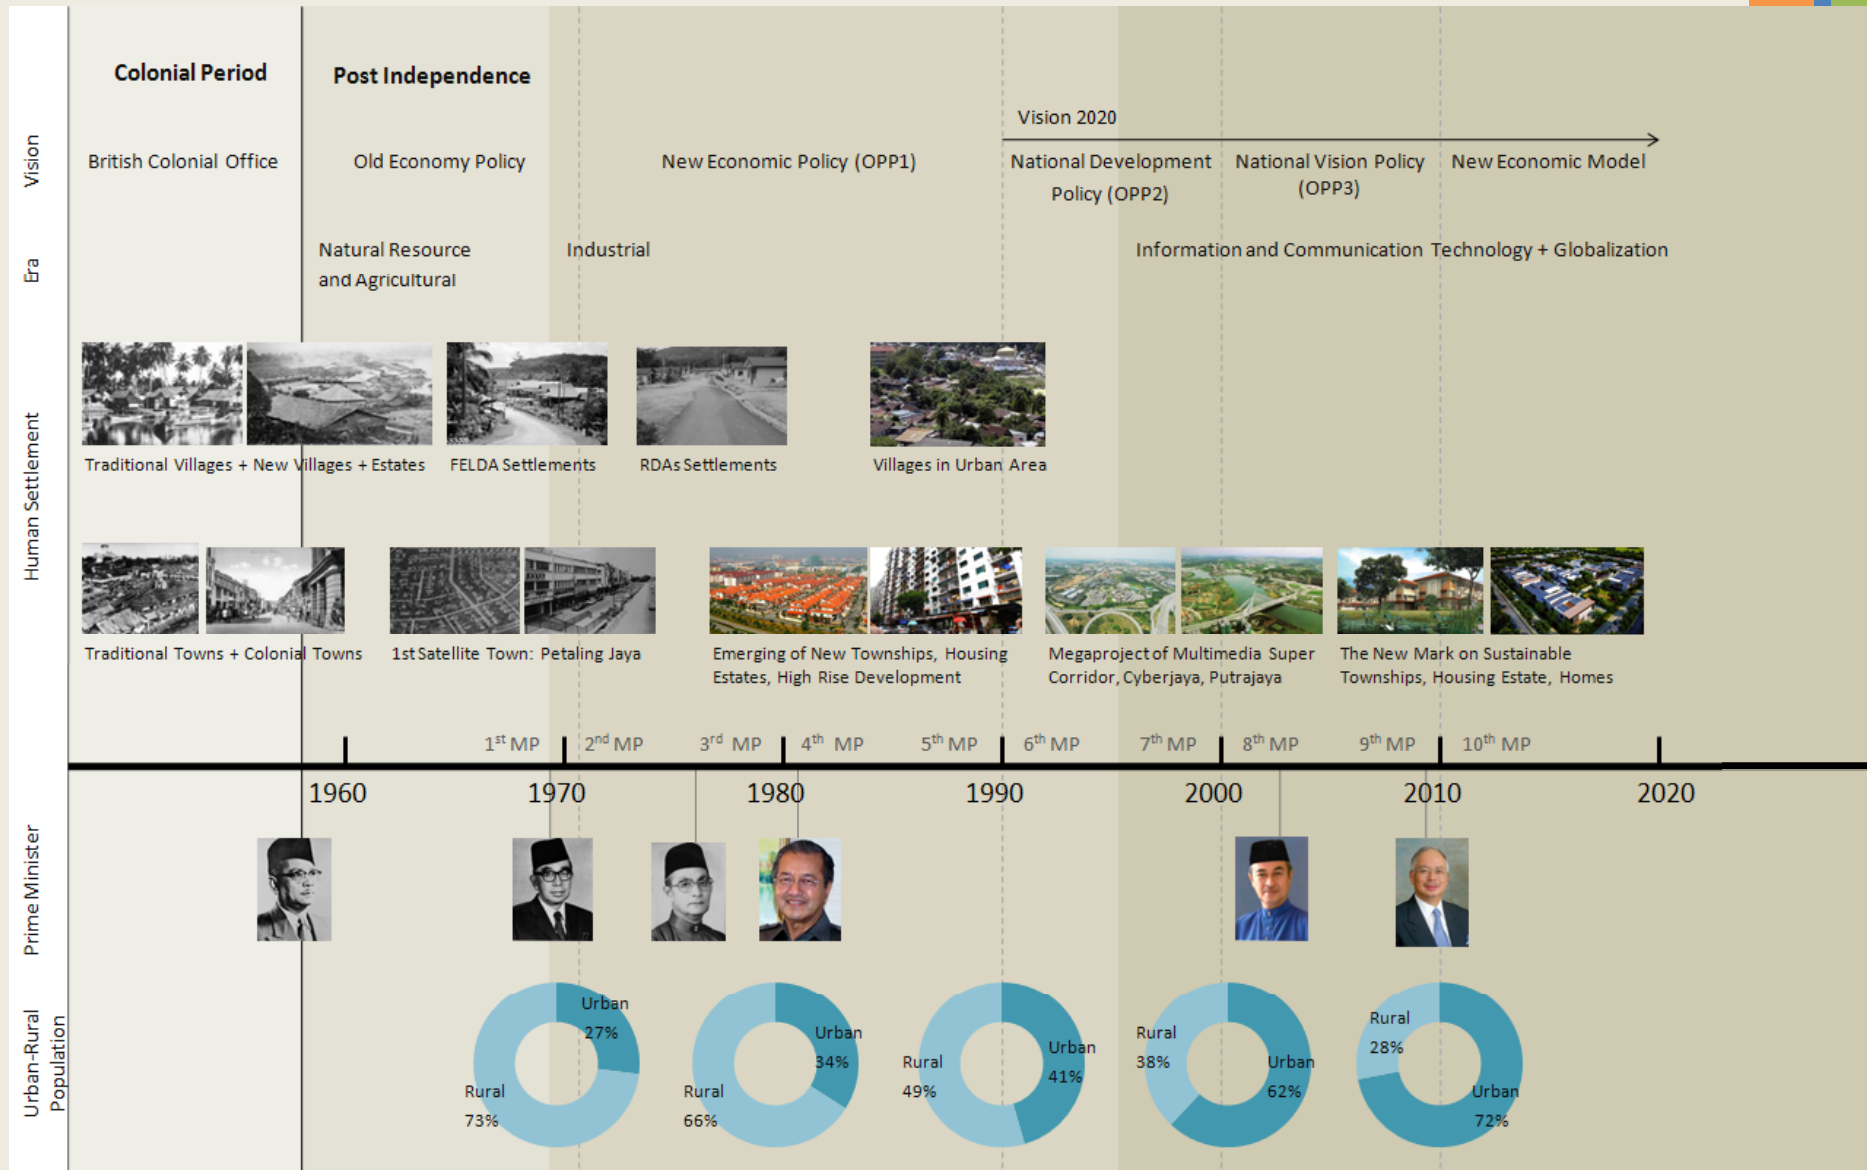 Colonial Period
Post Independence
Vision 2020
Vision
British Colonial Office
Old Economy Policy
New Economic Policy (OPP1)
National Development
Policy (OPP2)
National Vision Policy
(OPP3)
New Economic Model
Era
Natural Resource
and Agricultural
Industrial
Information and Communication Technology + Globalization
Human Settlement
Traditional Villages + New Villages + Estates
FELDA Settlements
RDAs Settlements
Villages in Urban Area
Traditional Towns + Colonial Towns
1st Satellite Town: Petaling Jaya
Emerging of New Townships, Housing
Estates, High Rise Development
Megaproject of Multimedia Super
Corridor, Cyberjaya, Putrajaya
The New Mark on Sustainable
Townships, Housing Estate, Homes
1st MP
2nd MP
3rd MP
4th MP
5th MP
6th MP
7th MP
8th MP
9th MP
10th MP
1960
1970
1980
1990
2000
2010
2020
Prime Minister
Urban-Rural
Population
Urban
27%
Rural
73%
Urban
34%
Rural
66%
Urban
41%
Rural
49%
Rural
38%
Urban
62%
Rural
28%
Urban
72%